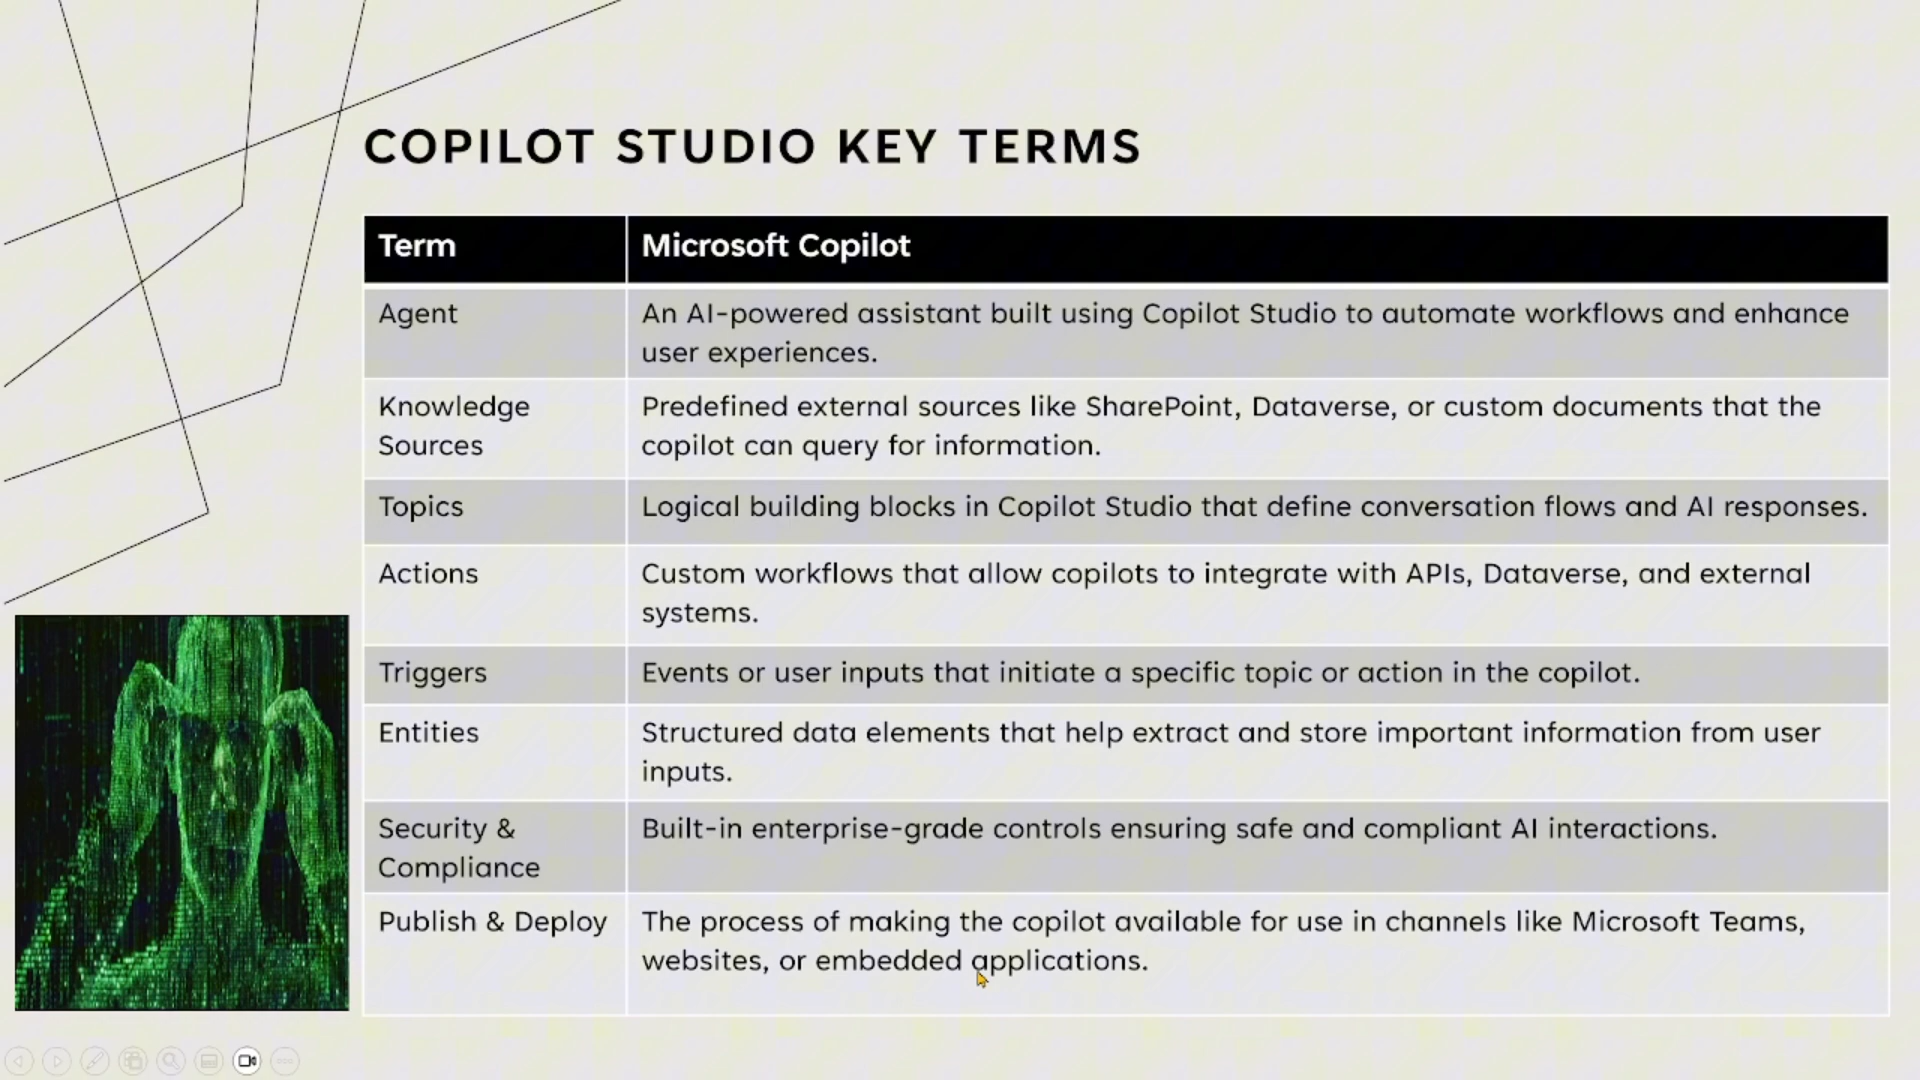 COPILOT STUDIO KEY TERMS
Term
Microsoft Copilot
Agent
An AI-powered assistant built using Copilot Studio to automate workflows and enhance
user experiences.
Knowledge
Sources
Predefined external sources like SharePoint, Dataverse, or custom documents that the
copilot can query for information.
Topics
Logical building blocks in Copilot Studio that define conversation flows and AI responses.
Actions
Custom workflows that allow copilots to integrate with APIs, Dataverse, and external
systems.
Triggers
Events or user inputs that initiate a specific topic or action in the copilot.
Entities
Structured data elements that help extract and store important information from user
inputs.
Security &
Compliance
Built-in enterprise-grade controls ensuring safe and compliant AI interactions.
Publish & Deploy
The process of making the copilot available for use in channels like Microsoft Teams,
websites, or embedded applications.